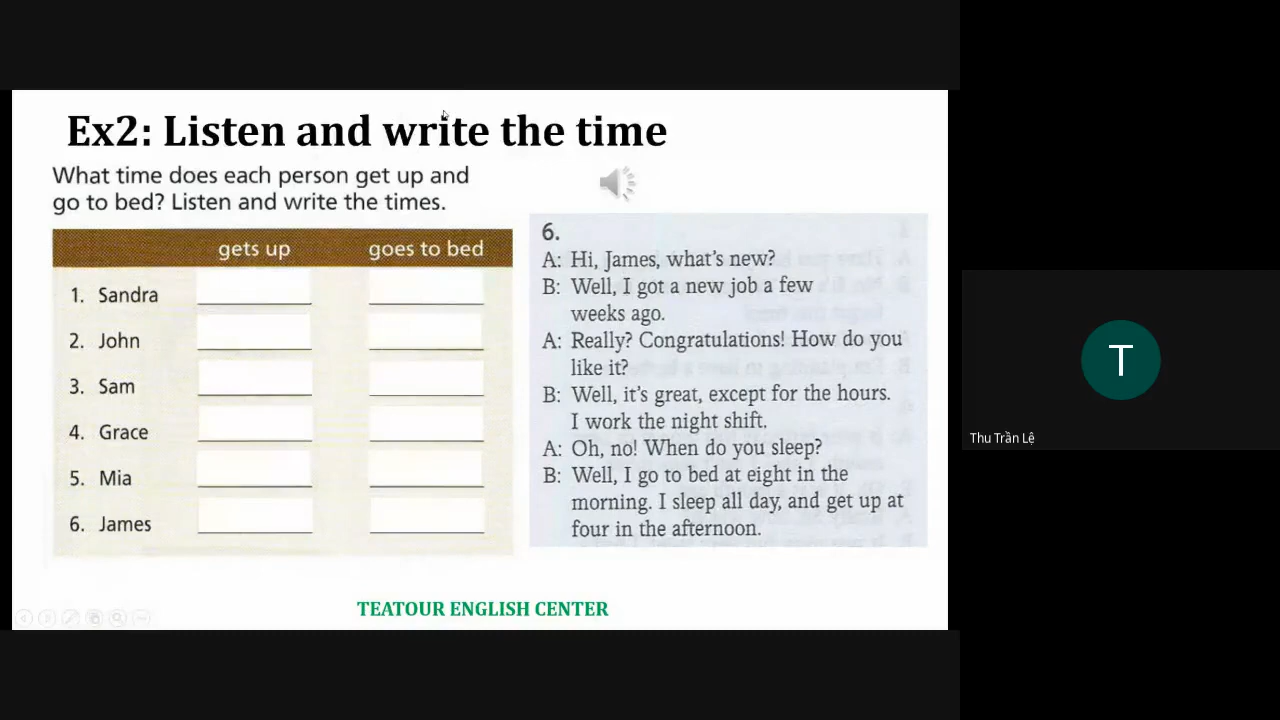 Ex2: Listen and write the time
What time does each person get up and
go to bed? Listen and write the times.
gets up goes to bed
1. Sandra
2. John
3. Sam
4. Grace
5. Mia
6. James
6.
A: Hi, James, what's new?
B: Well, I got a new job a few
weeks ago.
A: Really? Congratulations! How do you
like it?
B: Well, it's great, except for the hours.
I work the night shift.
A: Oh, no! When do you sleep?
B: Well, I go to bed at eight in the
morning. I sleep all day, and get up at
four in the afternoon.
TEATOUR ENGLISH CENTER
T
Thu Trần Lệ